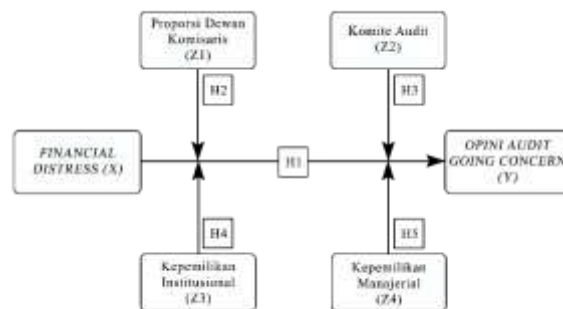 Proporsi Dewan
Komisaris
(Z1)
Komite Audit
(Z2)
H2
H3
FINANCIAL
DISTRESS (X)
H1
OPINI AUDIT
GOING CONCERN
(Y)
H4
H5
Kepemilikan
Institusional
(Z3)
Kepemilikan
Manajerial
(Z4)